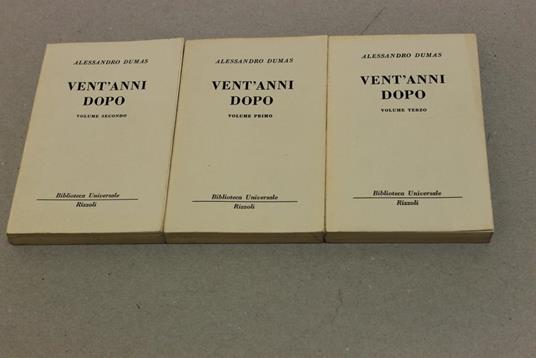 ALESSANDRO DUMAS
VENT'ANNI
DOPO
VOLUME SECONDO
Biblioteca Universale
Rizzoli
ALESSANDRO DUMAS
VENT'ANNI
DOPO
VOLUME PRIMO
Biblioteca Universale
Rizzoli
ALESSANDRO DUMAS
VENT'ANNI
DOPO
VOLUME TERZO
Biblioteca Universale
Rizzoli